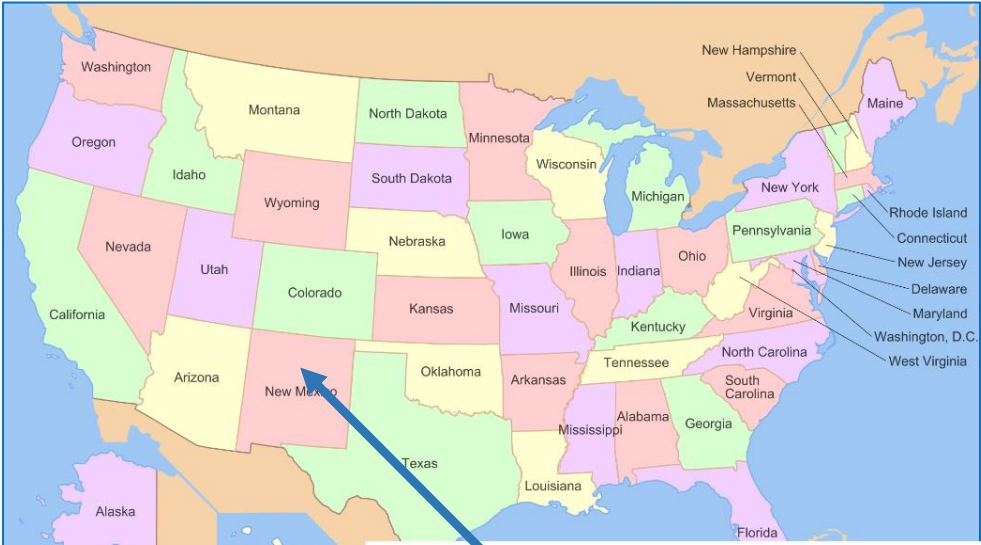 New Hampshire
Vermont
Massachusetts
Maine
Washington
Montana
North Dakota
Minnesota
Oregon
Idaho
Wisconsin
South Dakota
Michigan
New York
Wyoming
Rhode Island
Pennsylvania
Iowa
Nebraska
Connecticut
Nevada
Ohio
New Jersey
Utah
Illinois
Indiana
Colorado
Delaware
California
Kansas
Missouri
Virginia
Maryland
Kentucky
Washington, D.C.
North Carolina
West Virginia
Tennessee
Arizona
Oklahoma
Arkansas
South
Carolina
New Mexico
Alabama
Georgia
Mississippi
Texas
Louisiana
Alaska
Florida